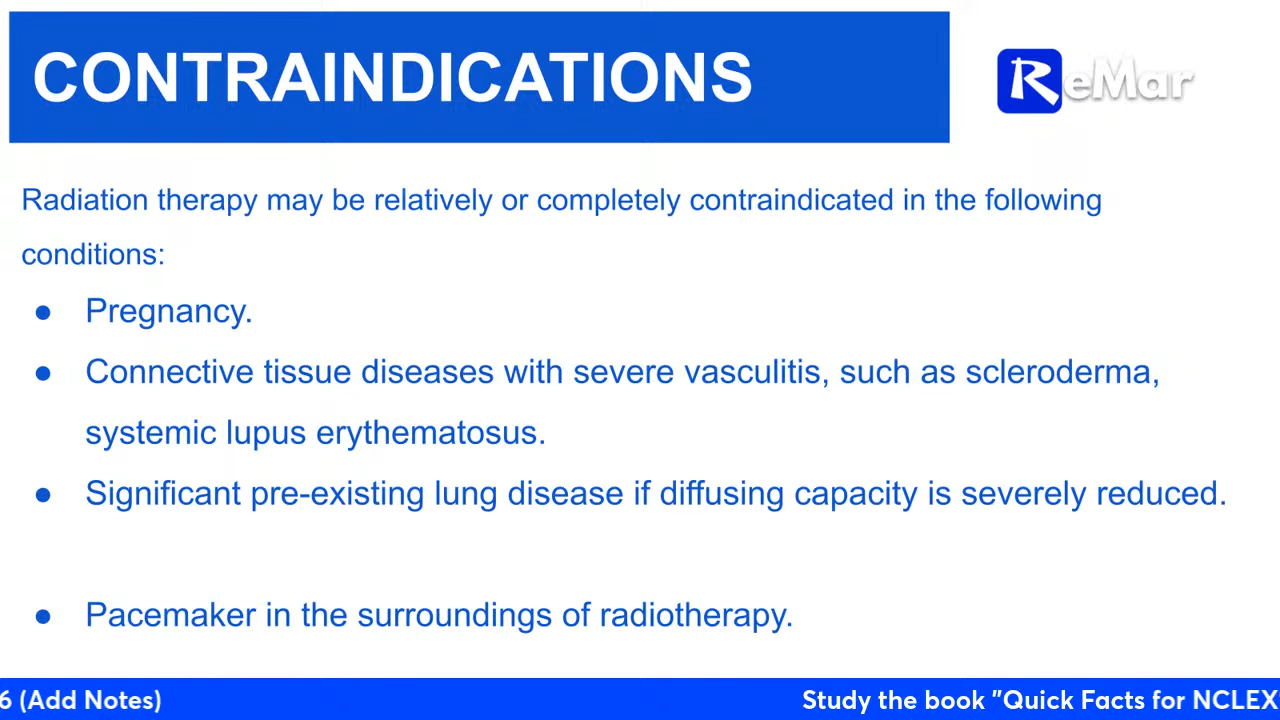 CONTRAINDICATIONS
ReMar
Radiation therapy may be relatively or completely contraindicated in the following
conditions:
● Pregnancy.
● Connective tissue diseases with severe vasculitis, such as scleroderma,
systemic lupus erythematosus.
● Significant pre-existing lung disease if diffusing capacity is severely reduced.
● Pacemaker in the surroundings of radiotherapy.
6 (Add Notes) Study the book "Quick Facts for NCLEX"